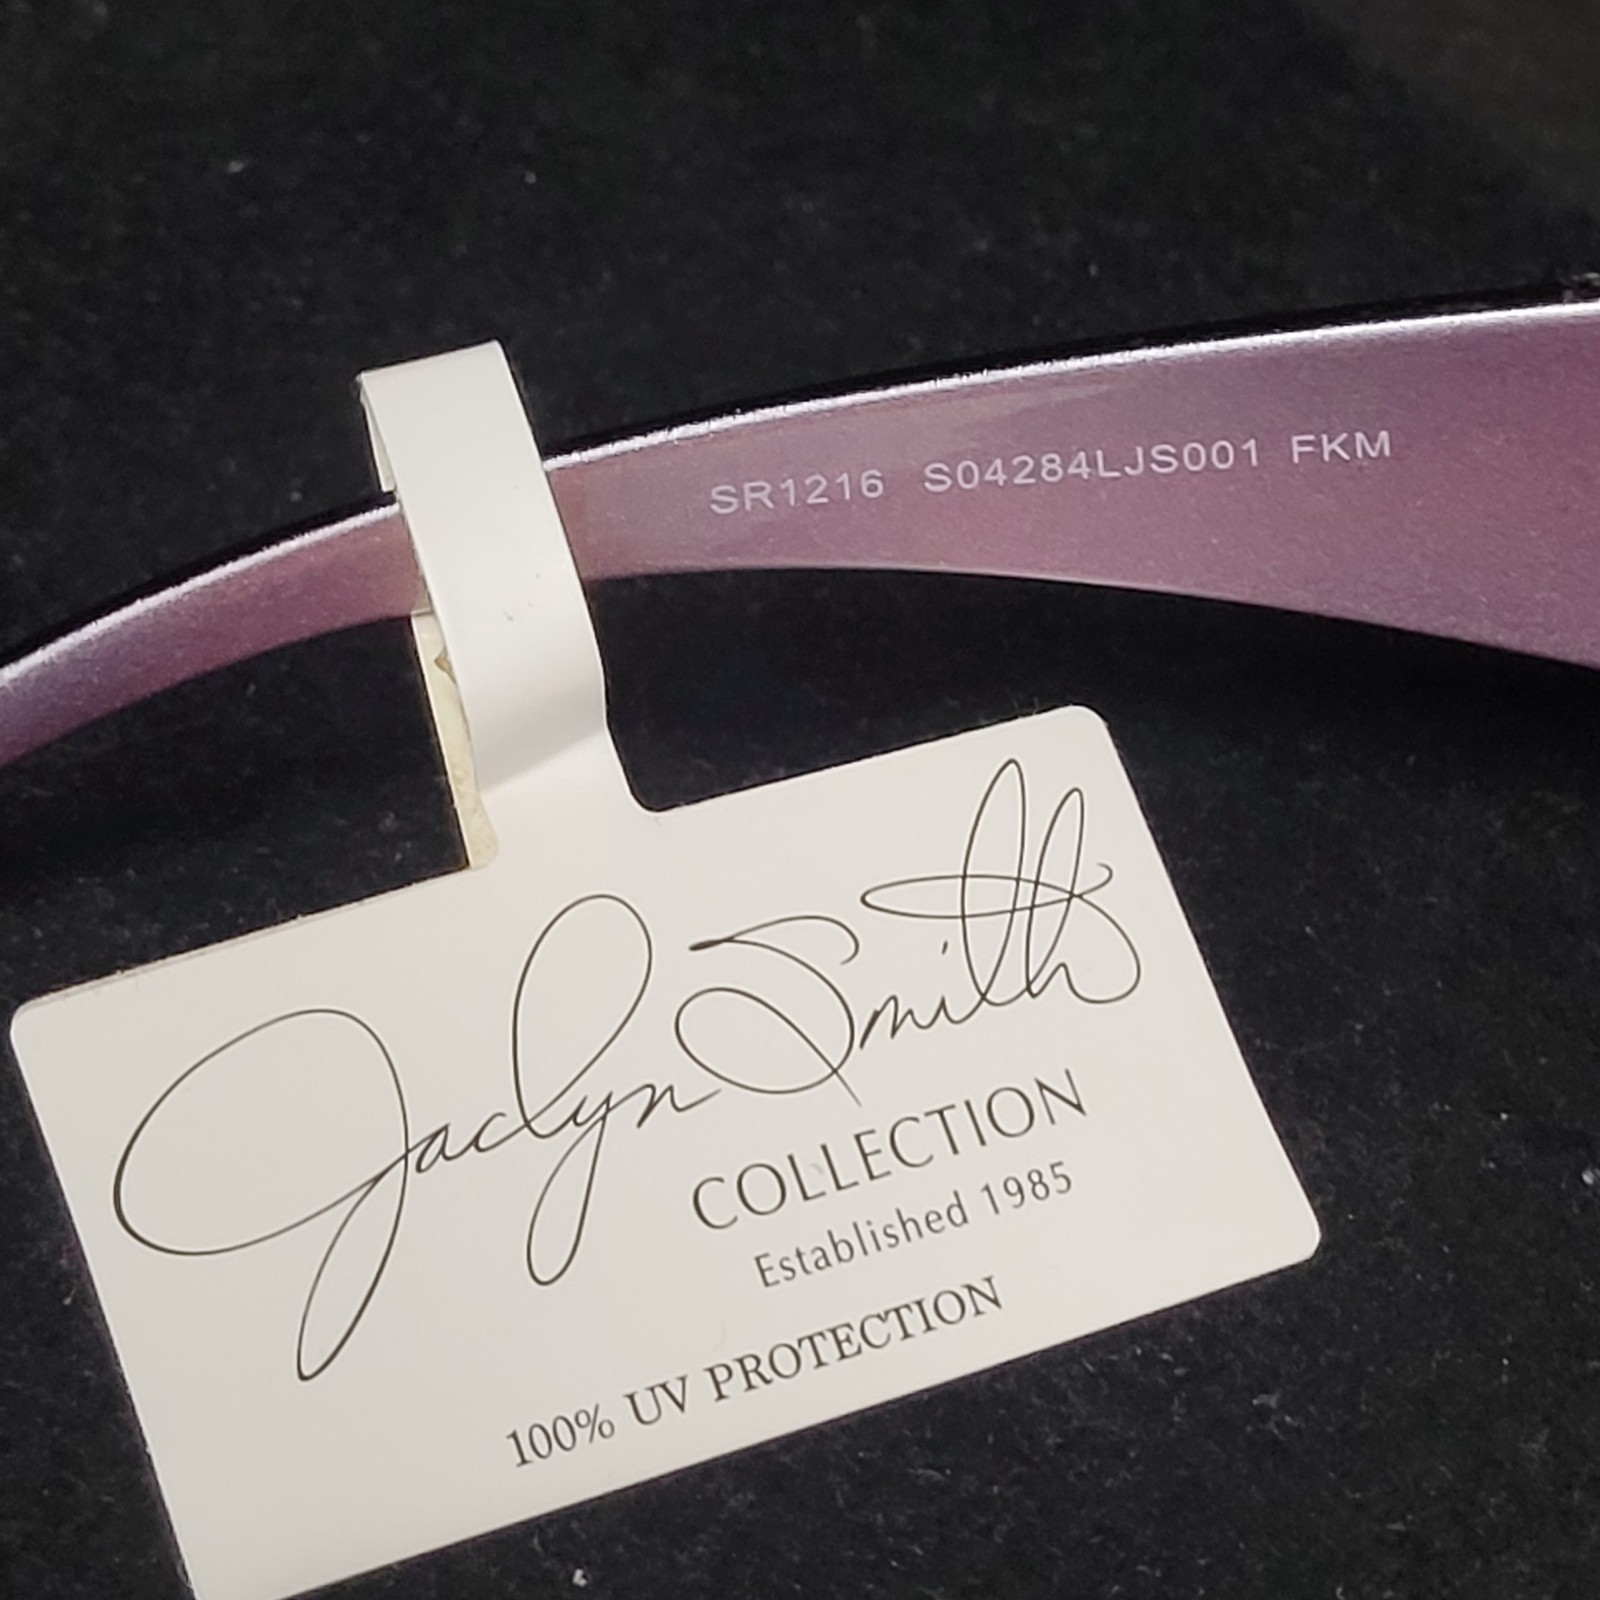 SR1216 S04284LJS001 FKM
Jaclyn Smith
COLLECTION
Established 1985
100% UV PROTECTION